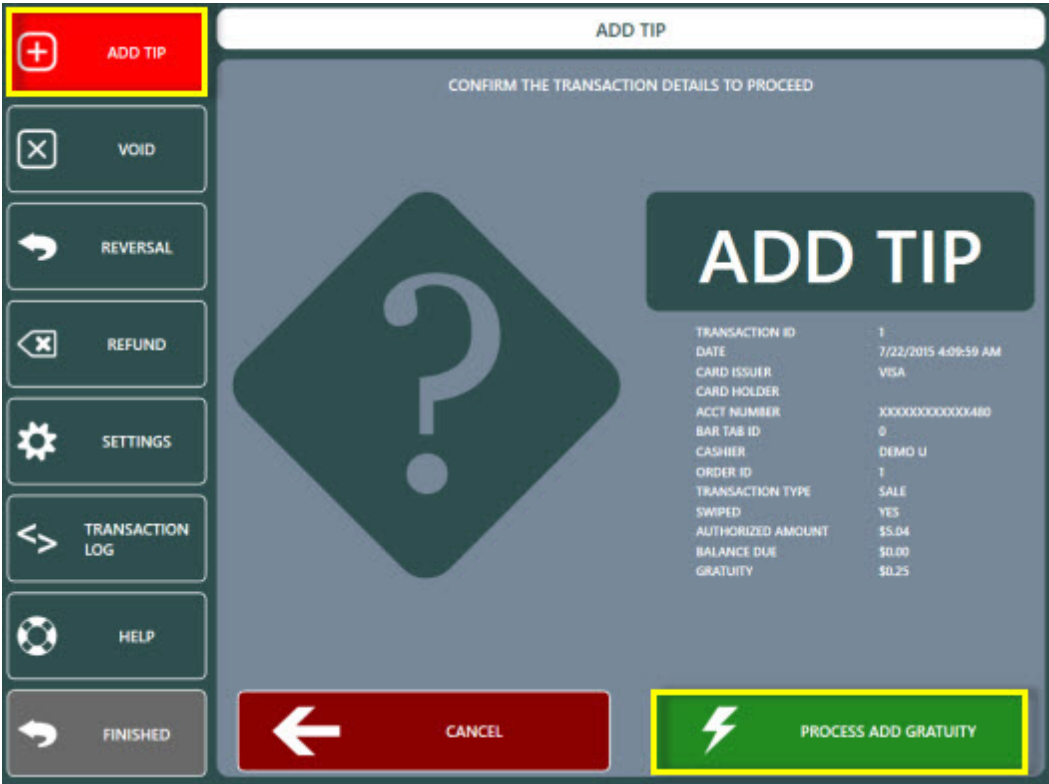 ADD TIP
VOID
REVERSAL
REFUND
SETTINGS
TRANSACTION
LOG
HELP
FINISHED
ADD TIP
CONFIRM THE TRANSACTION DETAILS TO PROCEED
?
ADD TIP
TRANSACTION ID 1
DATE 7/22/2015 4:09:59 AM
CARD ISSUER VISA
CARD HOLDER
ACCT NUMBER XXXXXXXXXXXXX480
BAR TAB ID 0
CASHIER DEMO U
ORDER ID 1
TRANSACTION TYPE SALE
SWIPED YES
AUTHORIZED AMOUNT $5.04
BALANCE DUE $0.00
GRATUITY $0.25
CANCEL
PROCESS ADD GRATUITY